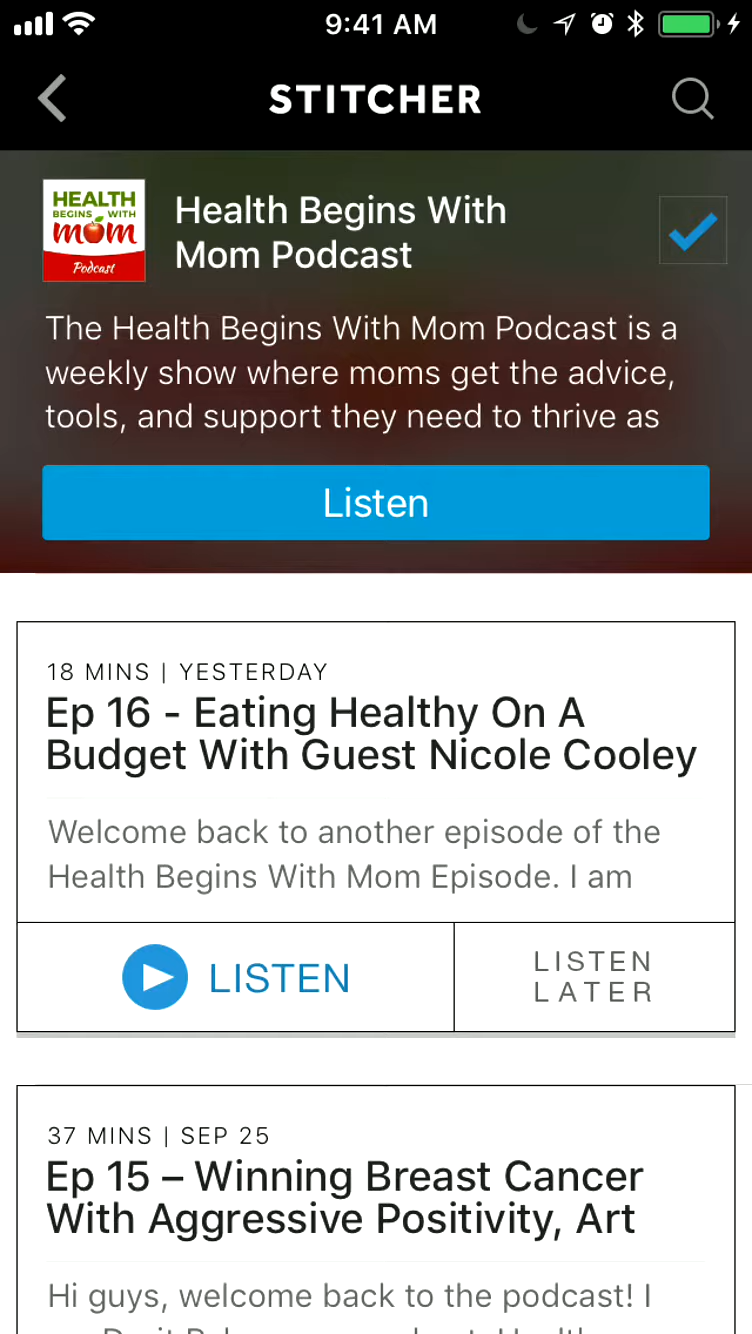 9:41 AM
STITCHER
HEALTH
BEGINS WITH
mom
Podcast
Health Begins With
Mom Podcast
The Health Begins With Mom Podcast is a
weekly show where moms get the advice,
tools, and support they need to thrive as
Listen
18 MINS | YESTERDAY
Ep 16 - Eating Healthy On A
Budget With Guest Nicole Cooley
Welcome back to another episode of the
Health Begins With Mom Episode. I am
LISTEN
LISTEN
LATER
37 MINS | SEP 25
Ep 15 – Winning Breast Cancer
With Aggressive Positivity, Art
Hi guys, welcome back to the podcast! I